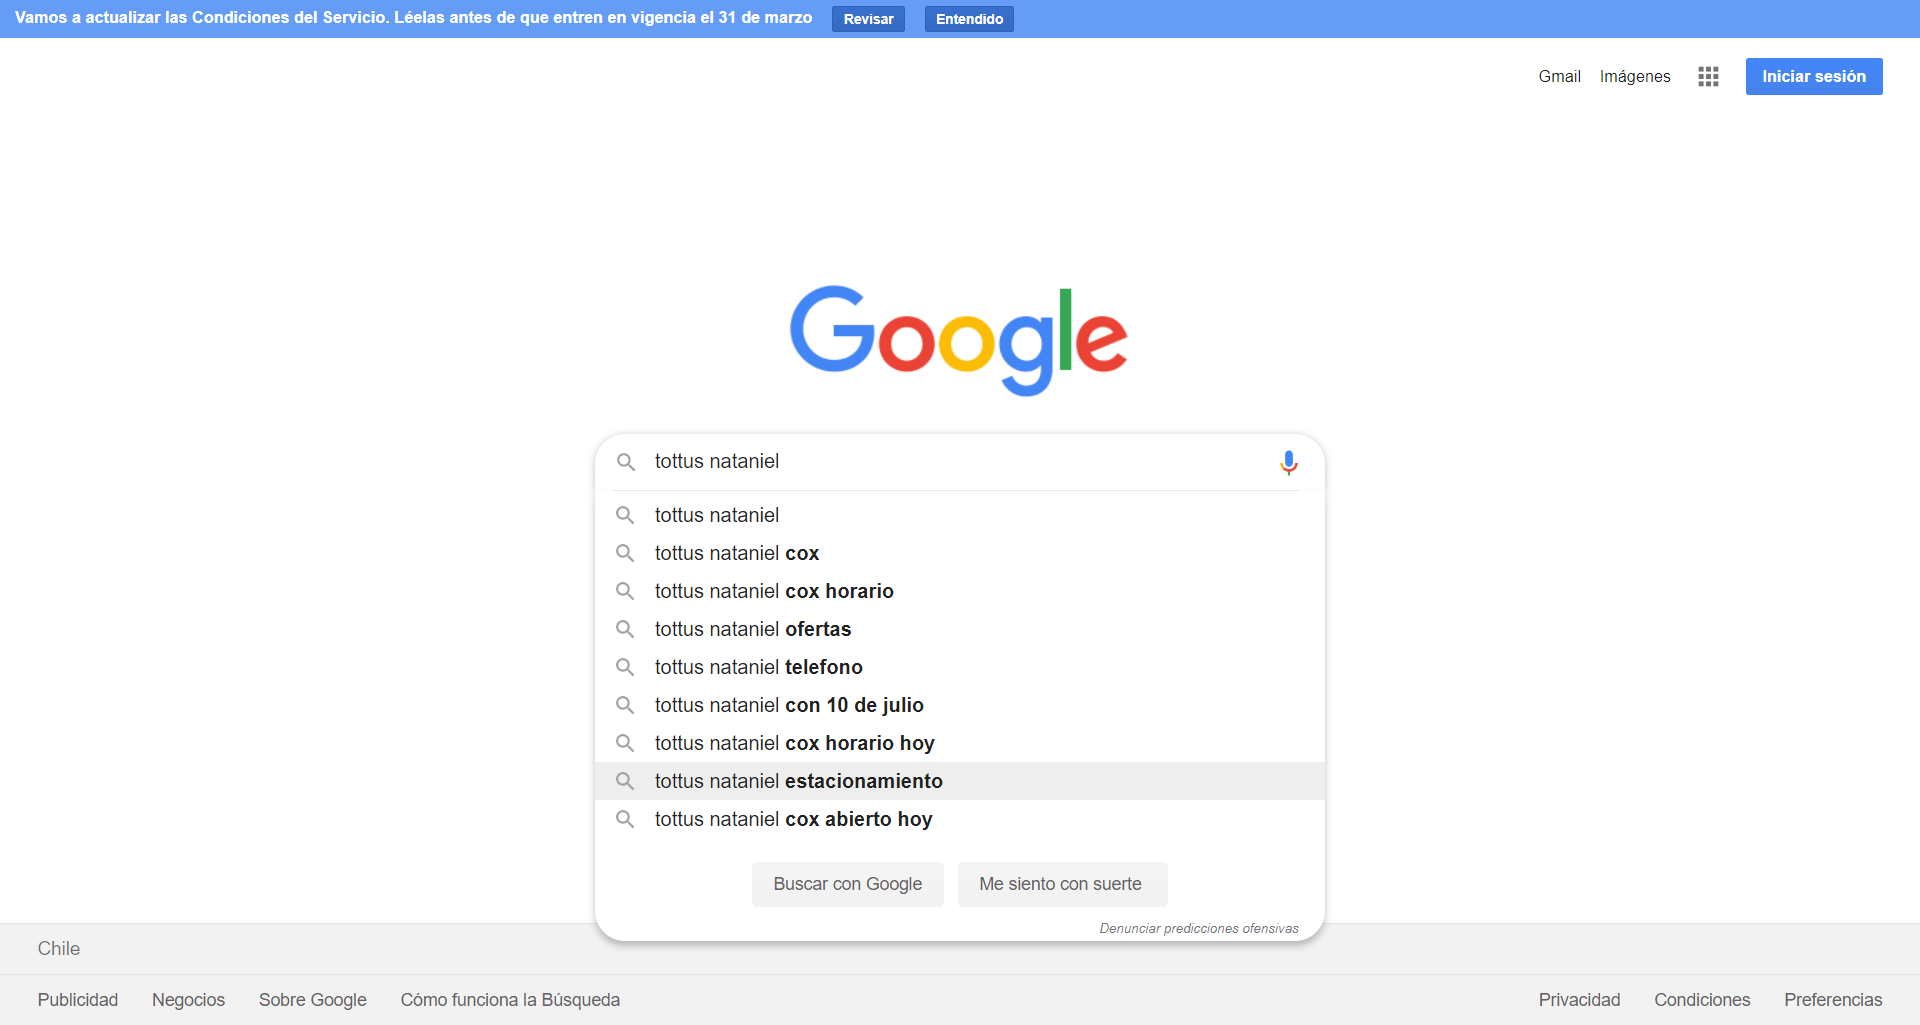 Vamos a actualizar las Condiciones del Servicio. Léelas antes de que entren en vigencia el 31 de marzo Revisar Entendido
Gmail Imágenes Iniciar sesión
Google
tottus nataniel
tottus nataniel
tottus nataniel cox
tottus nataniel cox horario
tottus nataniel ofertas
tottus nataniel telefono
tottus nataniel con 10 de julio
tottus nataniel cox horario hoy
tottus nataniel estacionamiento
tottus nataniel cox abierto hoy
Buscar con Google Me siento con suerte
Denunciar predicciones ofensivas
Chile
Publicidad Negocios Sobre Google Cómo funciona la Búsqueda Privacidad Condiciones Preferencias